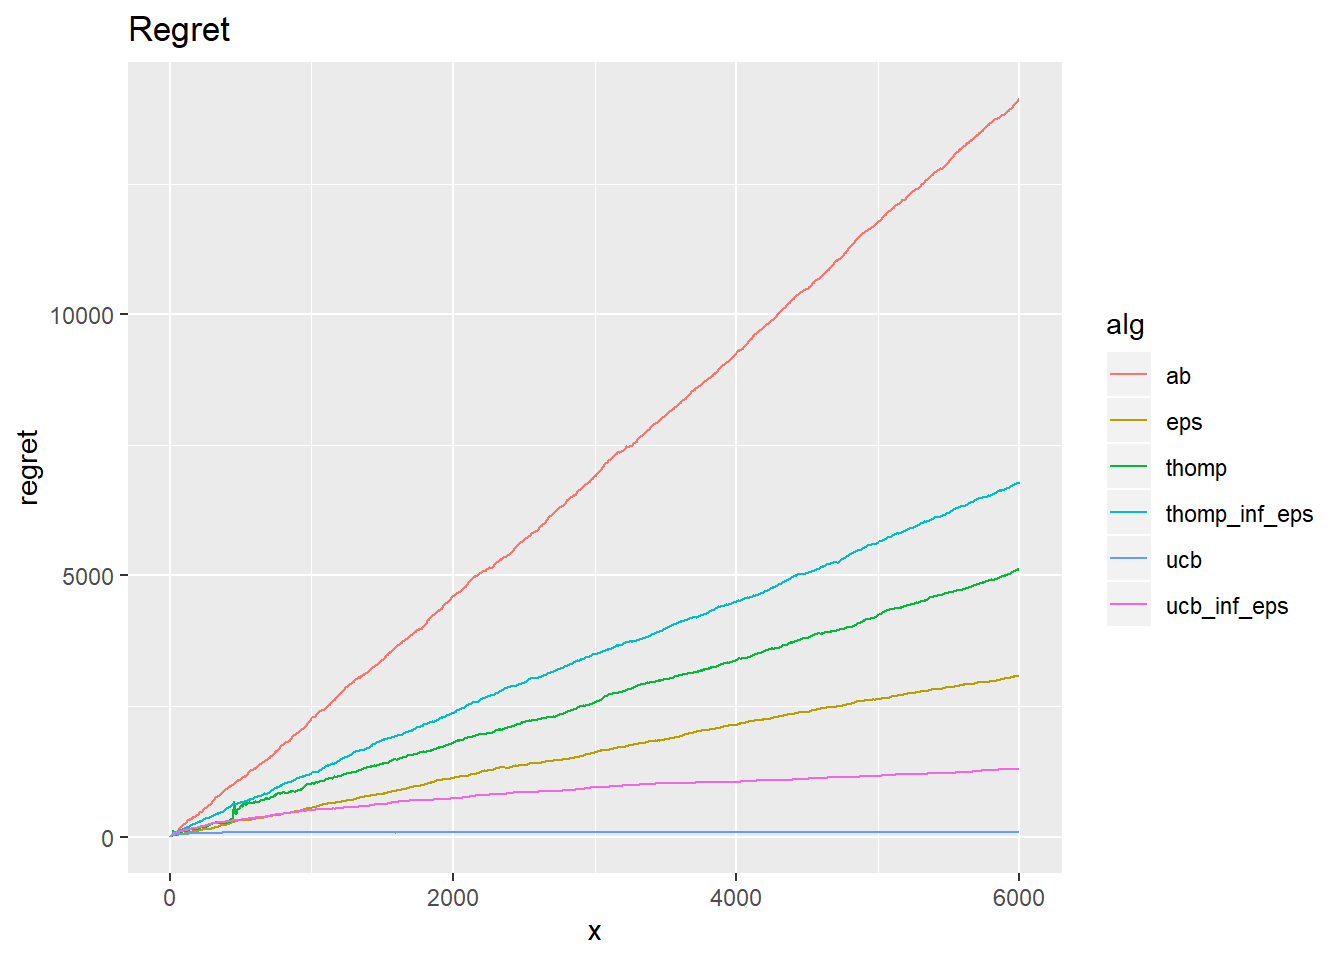 Regret
regret
10000
5000
0
0
2000
4000
6000
x
alg
ab
eps
thomp
thomp_inf_eps
ucb
ucb_inf_eps